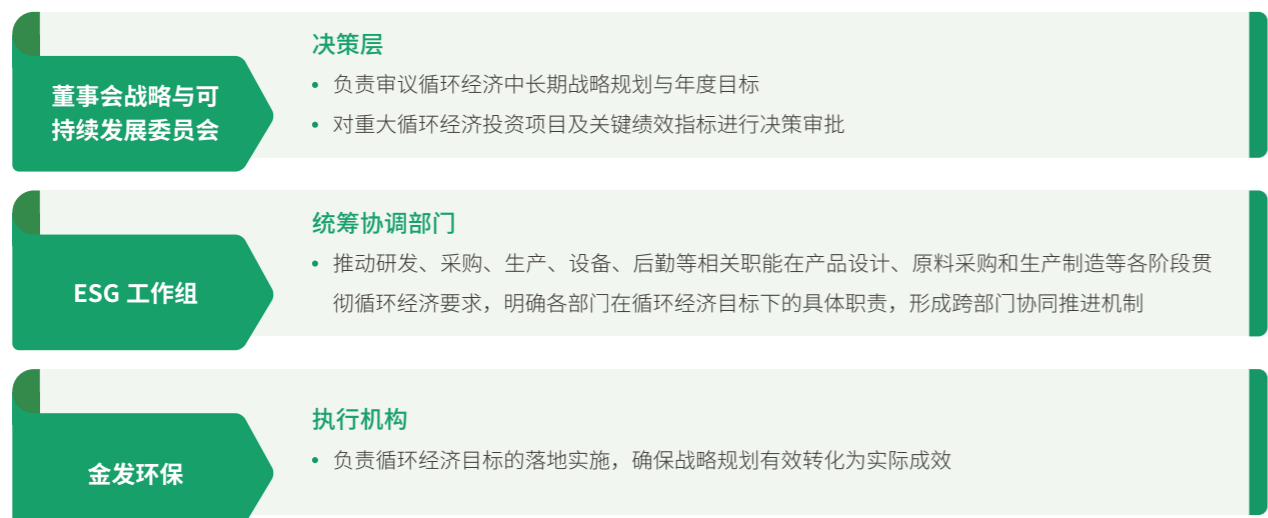 董事会战略与可
持续发展委员会
决策层
• 负责审议循环经济中长期战略规划与年度目标
• 对重大循环经济投资项目及关键绩效指标进行决策审批
ESG 工作组
统筹协调部门
• 推动研发、采购、生产、设备、后勤等相关职能在产品设计、原料采购和生产制造等各阶段贯
彻循环经济要求，明确各部门在循环经济目标下的具体职责，形成跨部门协同推进机制
金发环保
执行机构
• 负责循环经济目标的落地实施，确保战略规划有效转化为实际成效